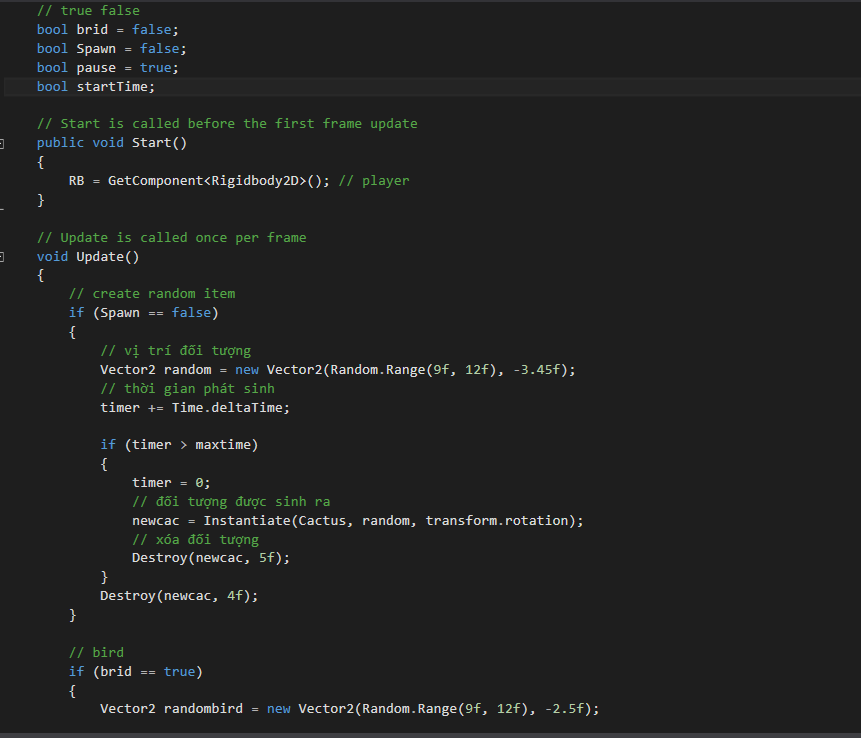 // true false
bool brid = false;
bool Spawn = false;
bool pause = true;
bool startTime;
// Start is called before the first frame update
public void Start()
{
RB = GetComponent<Rigidbody2D>(); // player
}
// Update is called once per frame
void Update()
{
// create random item
if (Spawn == false)
{
// vị trí đối tượng
Vector2 random = new Vector2(Random.Range(9f, 12f), -3.45f);
// thời gian phát sinh
timer += Time.deltaTime;
if (timer > maxtime)
{
timer = 0;
// đối tượng được sinh ra
newcac = Instantiate(Cactus, random, transform.rotation);
// xóa đối tượng
Destroy(newcac, 5f);
}
Destroy(newcac, 4f);
}
// bird
if (brid == true)
{
Vector2 randombird = new Vector2(Random.Range(9f, 12f), -2.5f);